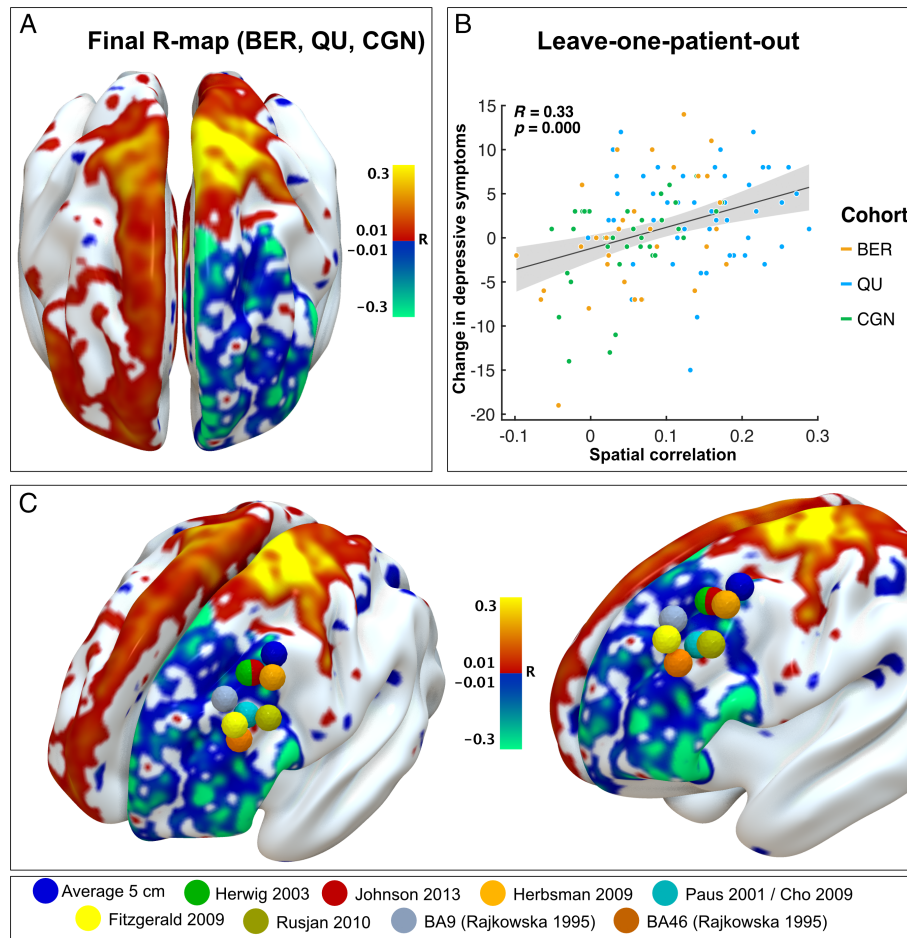 A
Final R-map (BER, QU, CGN)
0.3
0.01
−0.01
R
−0.3
B
Leave-one-patient-out
R = 0.33
p = 0.000
Change in depressive symptoms
15
10
5
0
-5
-10
-15
-20
-0.1
0
0.1
0.2
0.3
Spatial correlation
Cohort
BER
QU
CGN
C
0.3
0.01
−0.01
R
−0.3
Average 5 cm
Herwig 2003
Johnson 2013
Herbsman 2009
Paus 2001 / Cho 2009
Fitzgerald 2009
Rusjan 2010
BA9 (Rajkowska 1995)
BA46 (Rajkowska 1995)